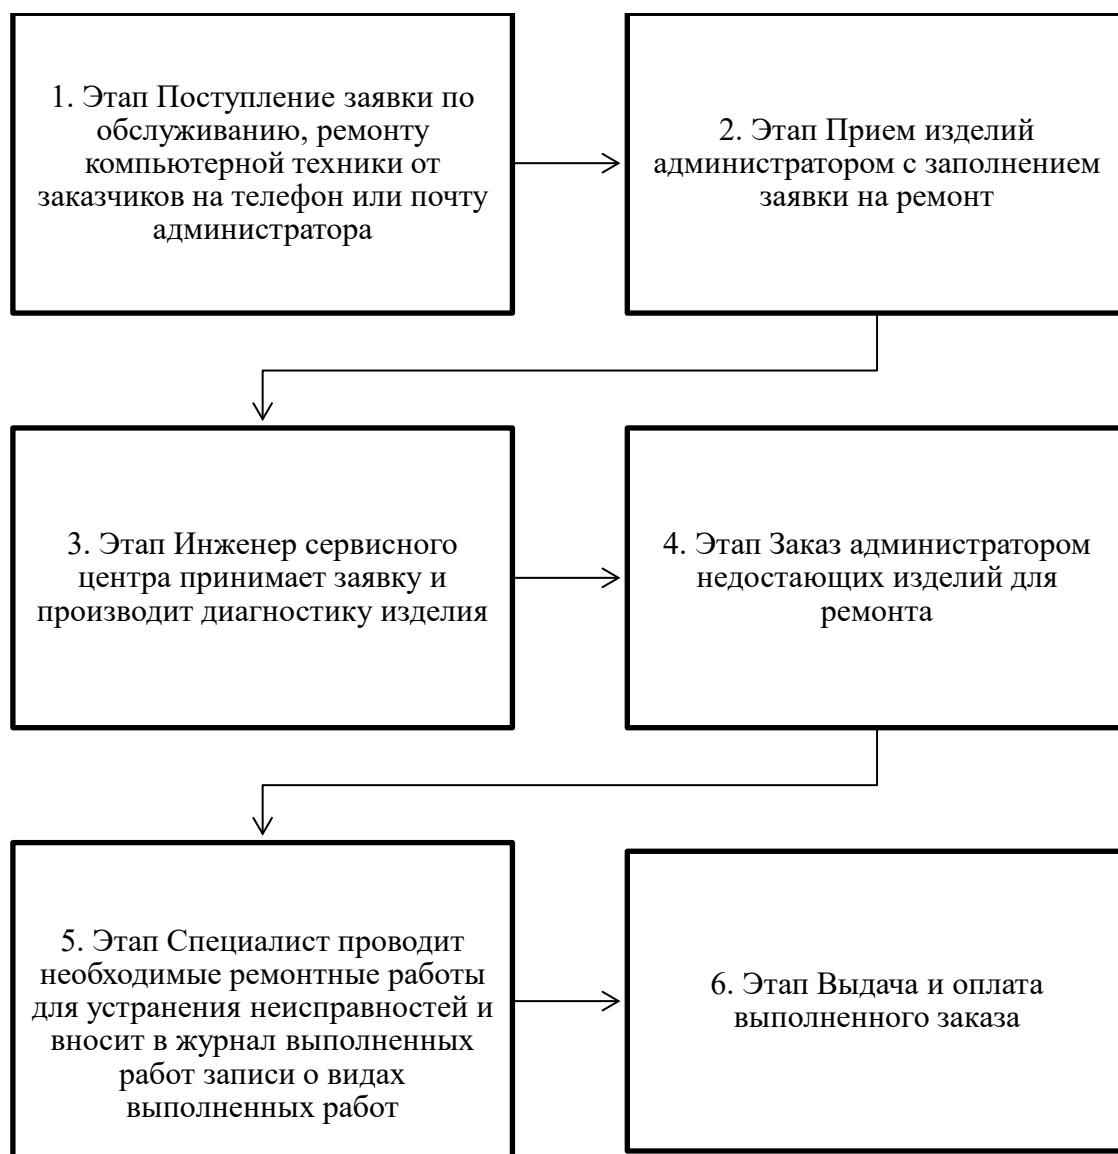 1. Этап Поступление заявки по
обслуживанию, ремонту
компьютерной техники от
заказчиков на телефон или почту
администратора
2. Этап Прием изделий
администратором с заполнением
заявки на ремонт
3. Этап Инженер сервисного
центра принимает заявку и
производит диагностику изделия
4. Этап Заказ администратором
недостающих изделий для
ремонта
5. Этап Специалист проводит
необходимые ремонтные работы
для устранения неисправностей и
вносит в журнал выполненных
работ записи о видах
выполненных работ
6. Этап Выдача и оплата
выполненного заказа